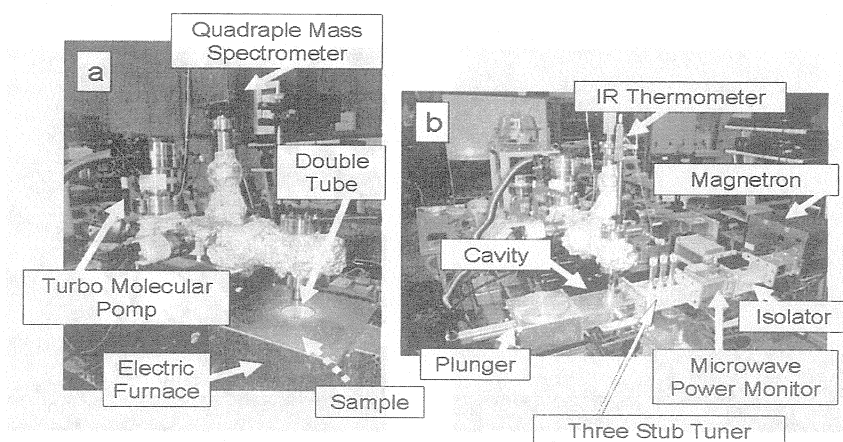 a
Quadraple Mass
Spectrometer
Double
Tube
Turbo Molecular
Pomp
Electric
Furnace
Sample
b
IR Thermometer
Magnetron
Cavity
Isolator
Plunger
Microwave
Power Monitor
Three Stub Tuner